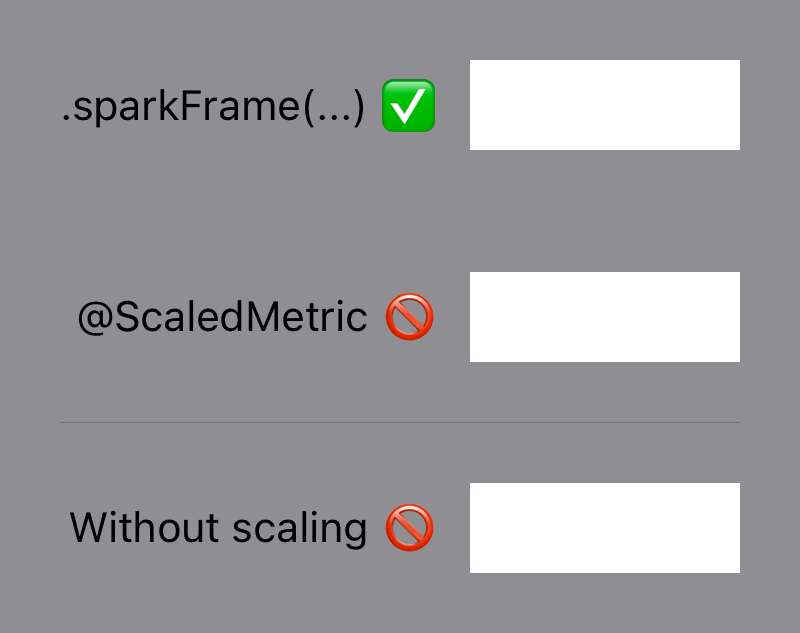 .sparkFrame(...) ✅
@ScaledMetric 🚫
Without scaling 🚫